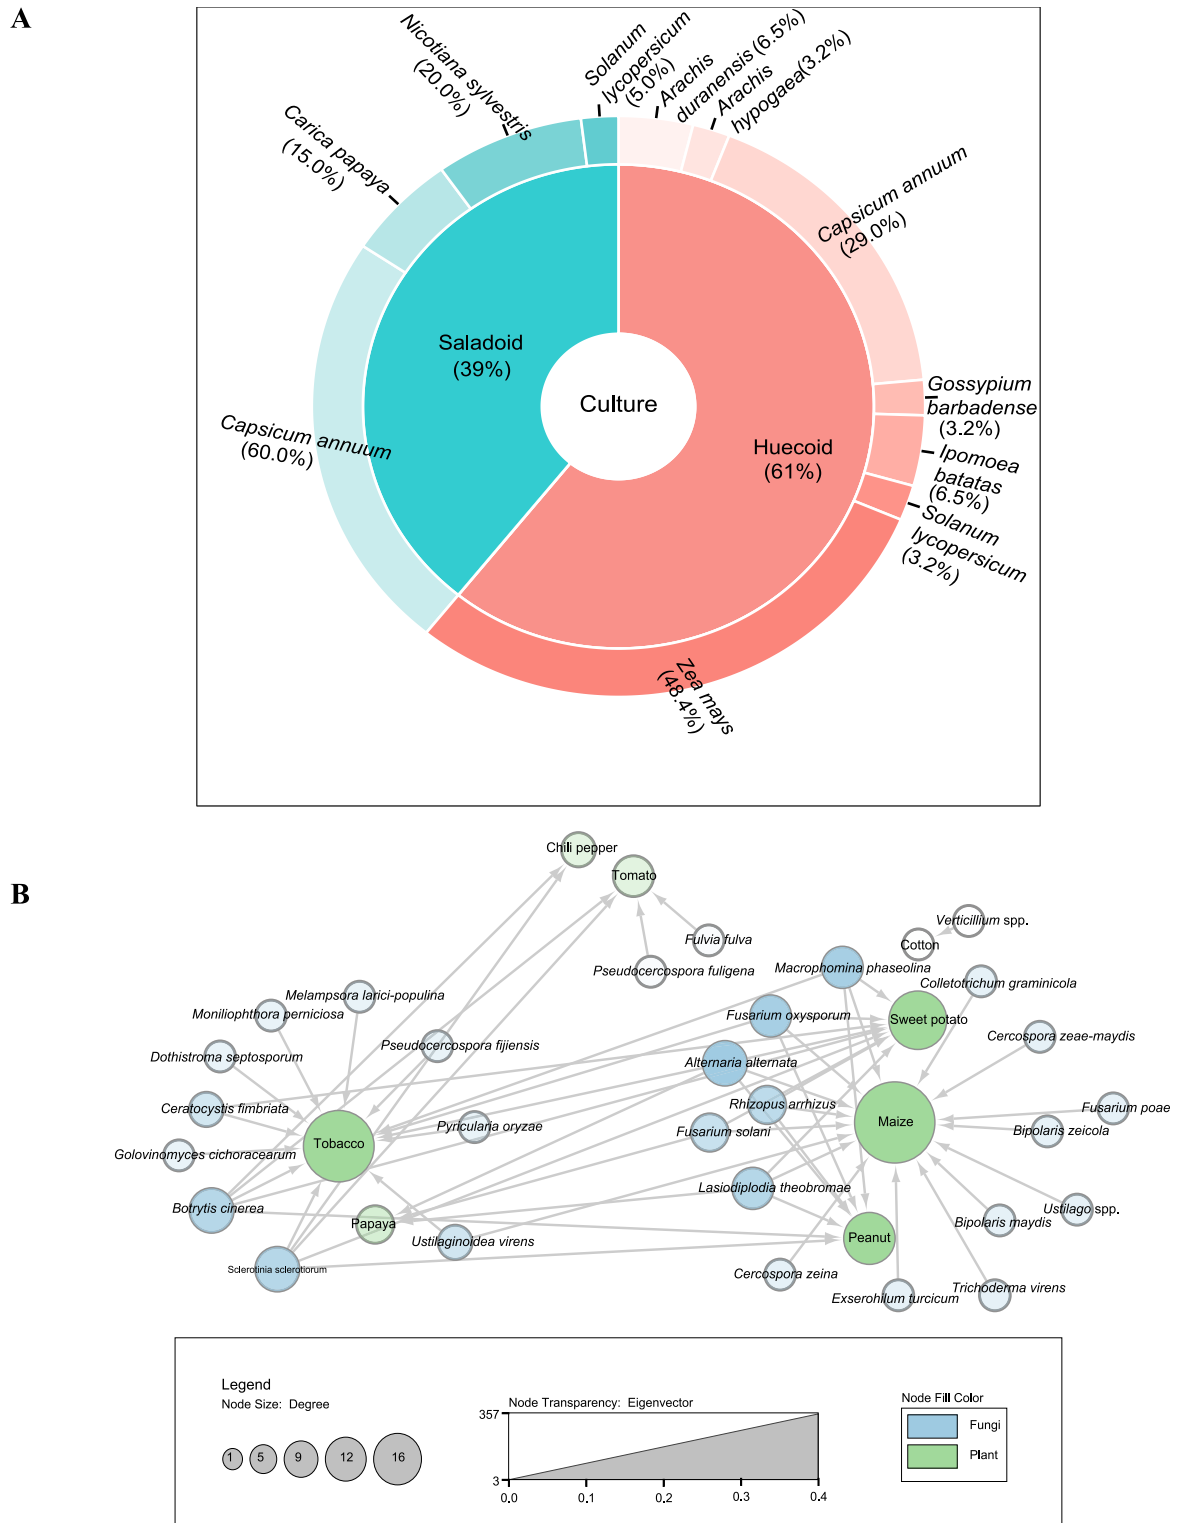 A
Nicotiana sylvestris
(20.0%)
Solanum
lycopersicum
(5.0%)
Arachis
duranensis (6.5%)
Arachis
hypogaea(3.2%)
Carica papaya
(15.0%)
Capsicum annuum
(29.0%)
Saladoid
(39%)
Culture
Gossypium
barbadense
(3.2%)
Capsicum annuum
(60.0%)
Huecoid
(61%)
Ipomoea
batatas
(6.5%)
Solanum
lycopersicum
(3.2%)
Zea mays
(48.4%)
B
Chili pepper
Tomato
Verticillium spp.
Fulvia fulva
Cotton
Pseudocercospora fuligena
Macrophomina phaseolina
Colletotrichum graminicola
Melampsora larici-populina
Moniliophthora perniciosa
Fusarium oxysporum
Sweet potato
Pseudocercospora fijiensis
Cercospora zeae-maydis
Dothistroma septosporum
Alternaria alternata
Ceratocystis fimbriata
Rhizopus arrhizus
Fusarium poae
Maize
Pyricularia oryzae
Fusarium solani
Bipolaris zeicola
Tobacco
Golovinomyces cichoracearum
Lasiodiplodia theobromae
Botrytis cinerea
Ustilago spp.
Papaya
Bipolaris maydis
Ustilaginoidea virens
Peanut
Sclerotinia sclerotiorum
Cercospora zeina
Trichoderma virens
Exserohilum turcicum
Legend
Node Size: Degree
1 5 9 12 16
Node Transparency: Eigenvector
357
3
0.0 0.1 0.2 0.3 0.4
Node Fill Color
Fungi
Plant